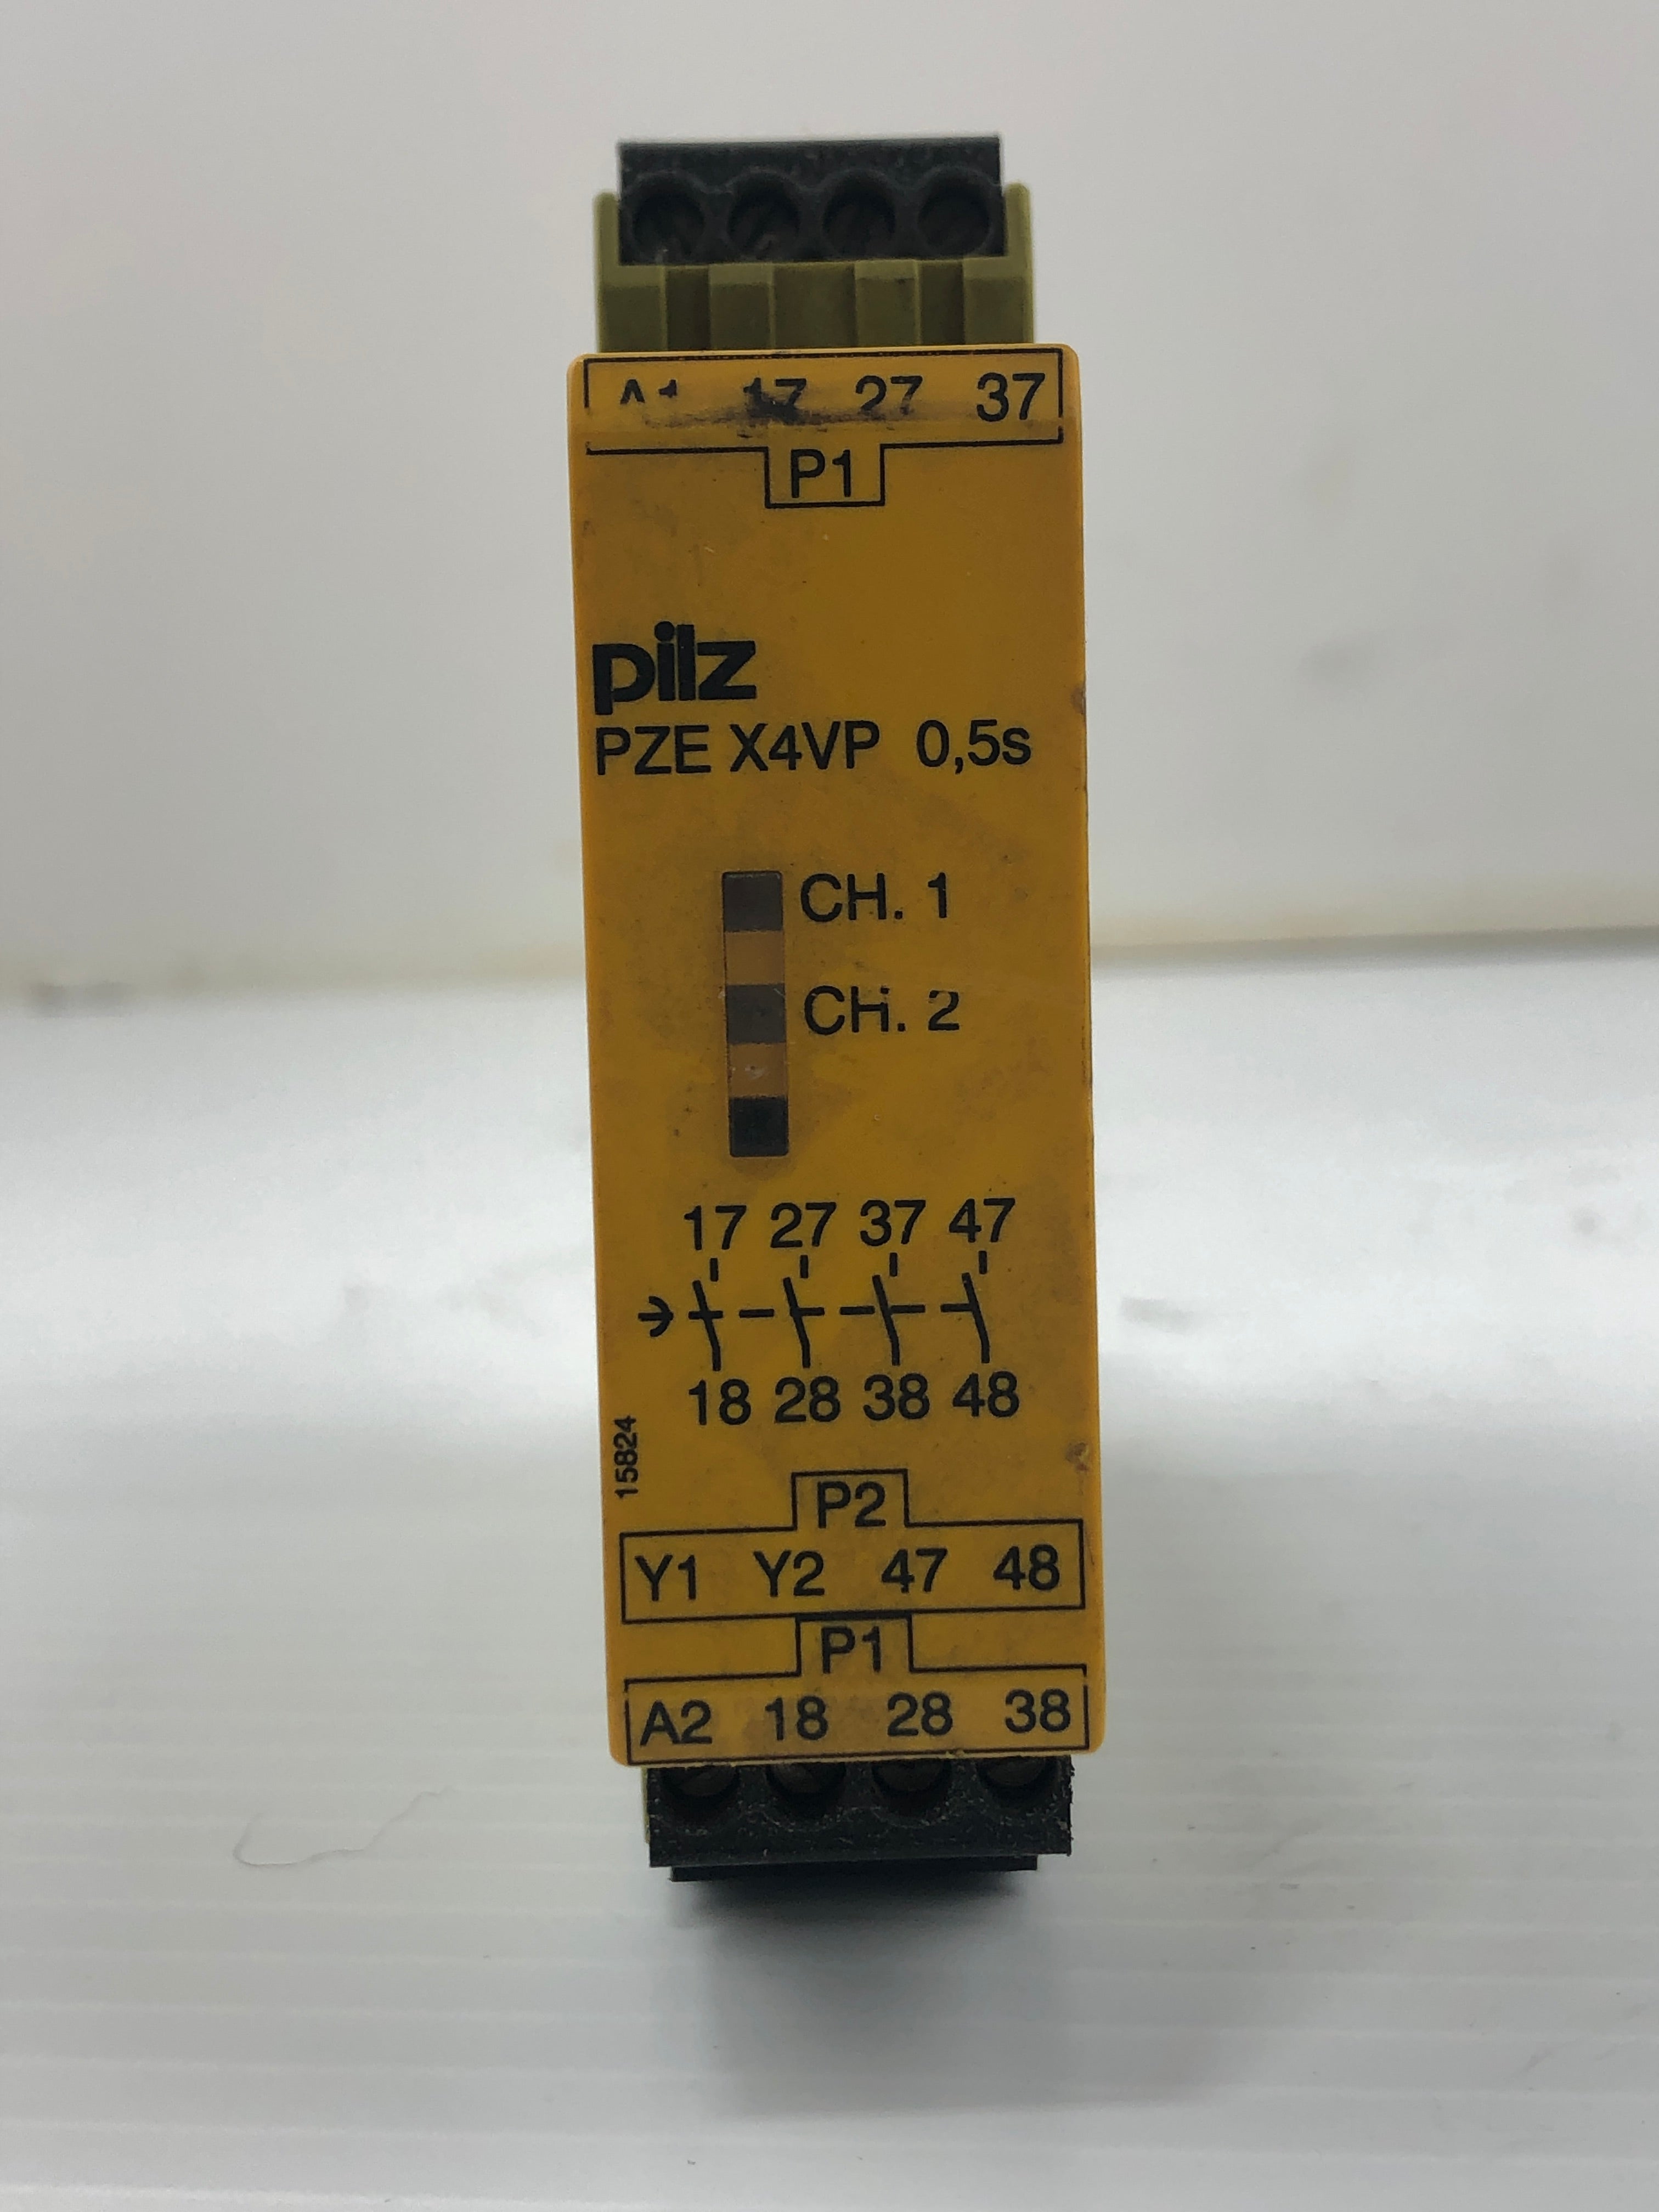 A1 17 27 37
P1
pilz
PZE X4VP 0,5s
CH. 1
CH. 2
17 27 37 47
18 28 38 48
15824
P2
Y1 Y2 47 48
P1
A2 18 28 38